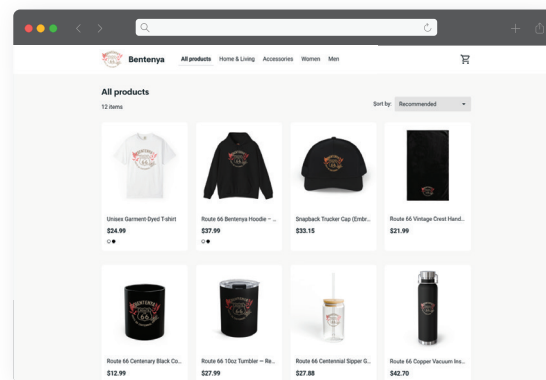 Bentenya
All products Home & Living Accessories Women Men
All products
12 items
Sort by: Recommended
Unisex Garment-Dyed T-shirt
$24.99
Route 66 Bentenya Hoodie – ...
$37.99
Snapback Trucker Cap (Embr...
$33.15
Route 66 Vintage Crest Hand...
$21.99
BENTENYA
66
Route 66 Centenary Black Co...
$12.99
Route 66 10oz Tumbler — Re...
$27.99
Route 66 Centennial Sipper G...
$27.88
Route 66 Copper Vacuum Ins...
$42.70